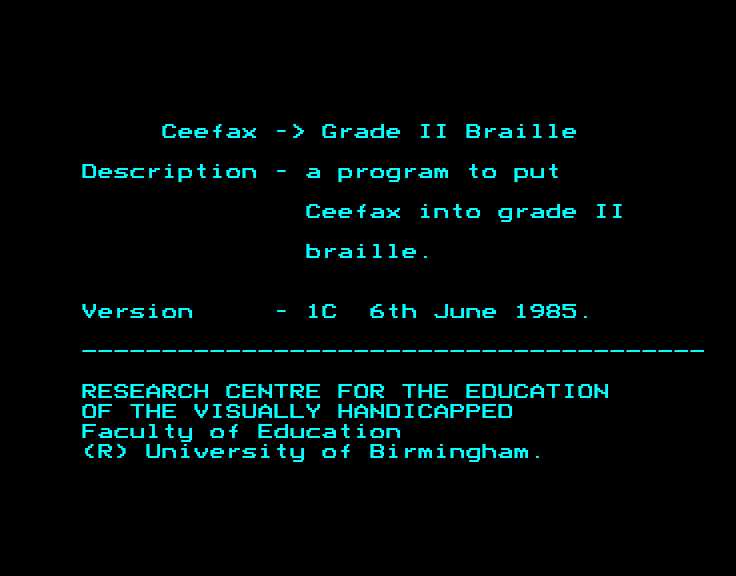 Ceefax -> Grade II Braille
Description - a program to put
Ceefax into grade II
braille.
Version - 1C 6th June 1985.
RESEARCH CENTRE FOR THE EDUCATION
OF THE VISUALLY HANDICAPPED
Faculty of Education
(R) University of Birmingham.